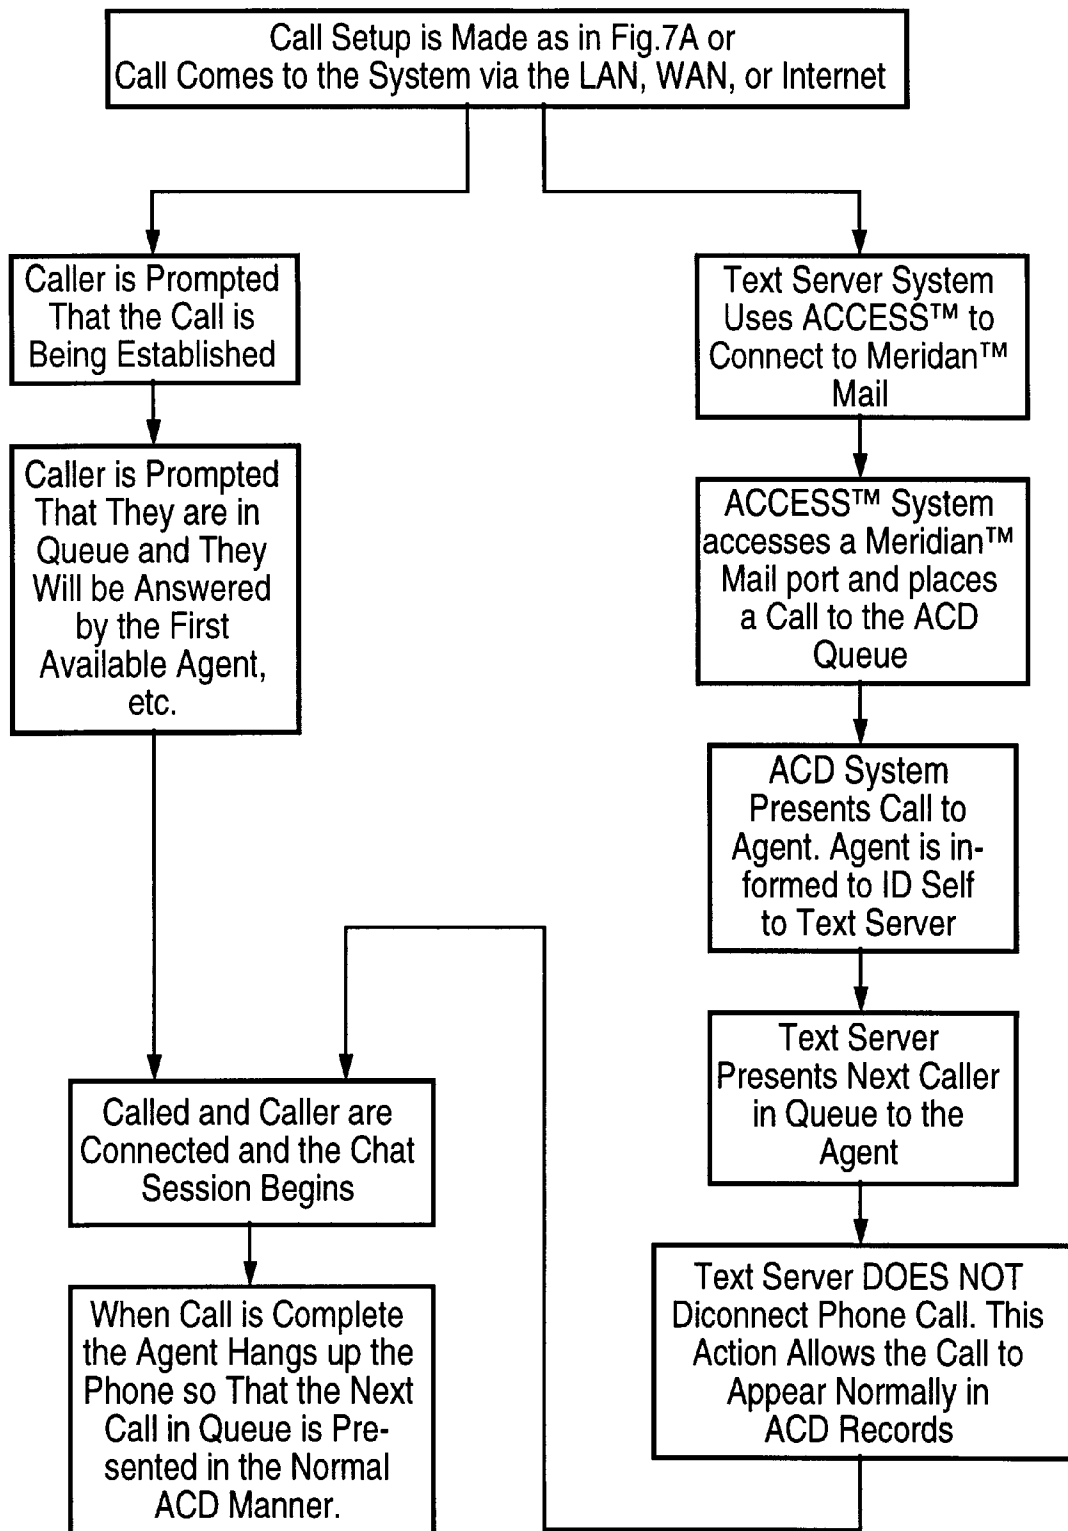 Call Setup is Made as in Fig.7A or
Call Comes to the System via the LAN, WAN, or Internet
Caller is Prompted
That the Call is
Being Established
Caller is Prompted
That They are in
Queue and They
Will be Answered
by the First
Available Agent,
etc.
Text Server System
Uses ACCESS™ to
Connect to Meridan™
Mail
ACCESS™ System
accesses a Meridian™
Mail port and places
a Call to the ACD
Queue
ACD System
Presents Call to
Agent. Agent is in-
formed to ID Self
to Text Server
Text Server
Presents Next Caller
in Queue to the
Agent
Text Server DOES NOT
Diconnect Phone Call. This
Action Allows the Call to
Appear Normally in
ACD Records
Called and Caller are
Connected and the Chat
Session Begins
When Call is Complete
the Agent Hangs up the
Phone so That the Next
Call in Queue is Pre-
sented in the Normal
ACD Manner.